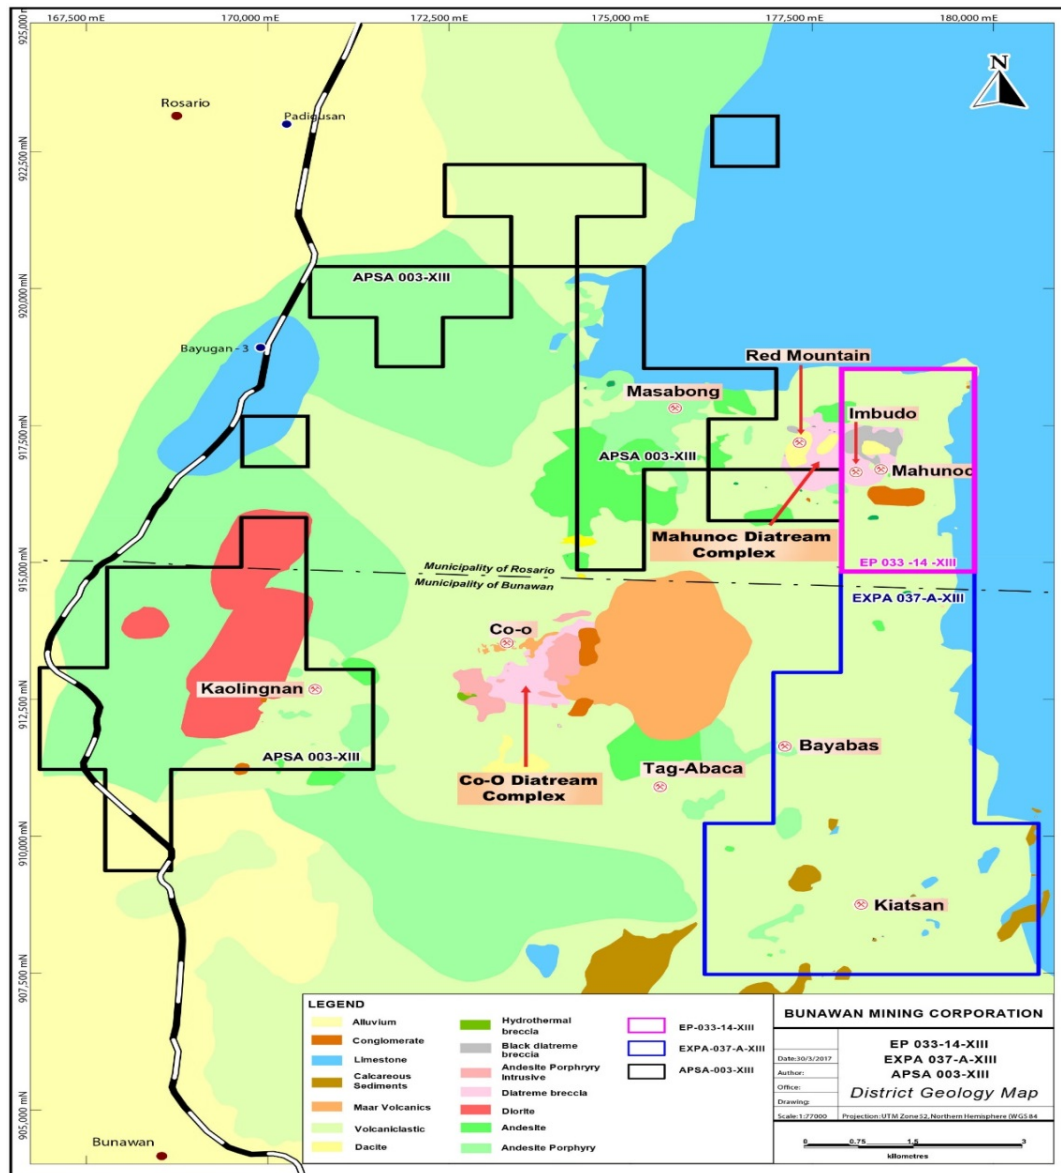 167,500 mE
170,000 mE
172,500 mE
175,000 mE
177,500 mE
180,000 mE
925,000 mN
922,500 mN
920,000 mN
917,500 mN
915,000 mN
912,500 mN
910,000 mN
907,500 mN
905,000 mN
N
Rosario
Padigusan
APSA 003-XIII
Bayugan - 3
Red Mountain
Masabong
Imbudo
APSA 003-XIII
Mahunoc
Mahunoc Diatream
Complex
Municipality of Rosario
Municipality of Bunawan
EP 033 -14 -XIII
EXPA 037-A-XIII
Co-o
Kaolingnan
APSA 003-XIII
Bayabas
Tag-Abaca
Co-O Diatream
Complex
Kiatsan
Bunawan
LEGEND
Alluvium
Conglomerate
Limestone
Calcareous
Sediments
Maar Volcanics
Volcaniclastic
Dacite
Hydrothermal
breccia
Black diatreme
breccia
Andesite Porphryry
Intrusive
Diatreme breccia
Diorite
Andesite
Andesite Porphyry
EP-033-14-XIII
EXPA-037-A-XIII
APSA-003-XIII
BUNAWAN MINING CORPORATION
EP 033-14-XIII
EXPA 037-A-XIII
APSA 003-XIII
District Geology Map
Date:30/3/2017
Author:
Office:
Drawing:
Scale:1:77000
Projection: UTM Zone 52, Northern Hemisphere (WGS 84
0 0.75 1.5 3
kilometres